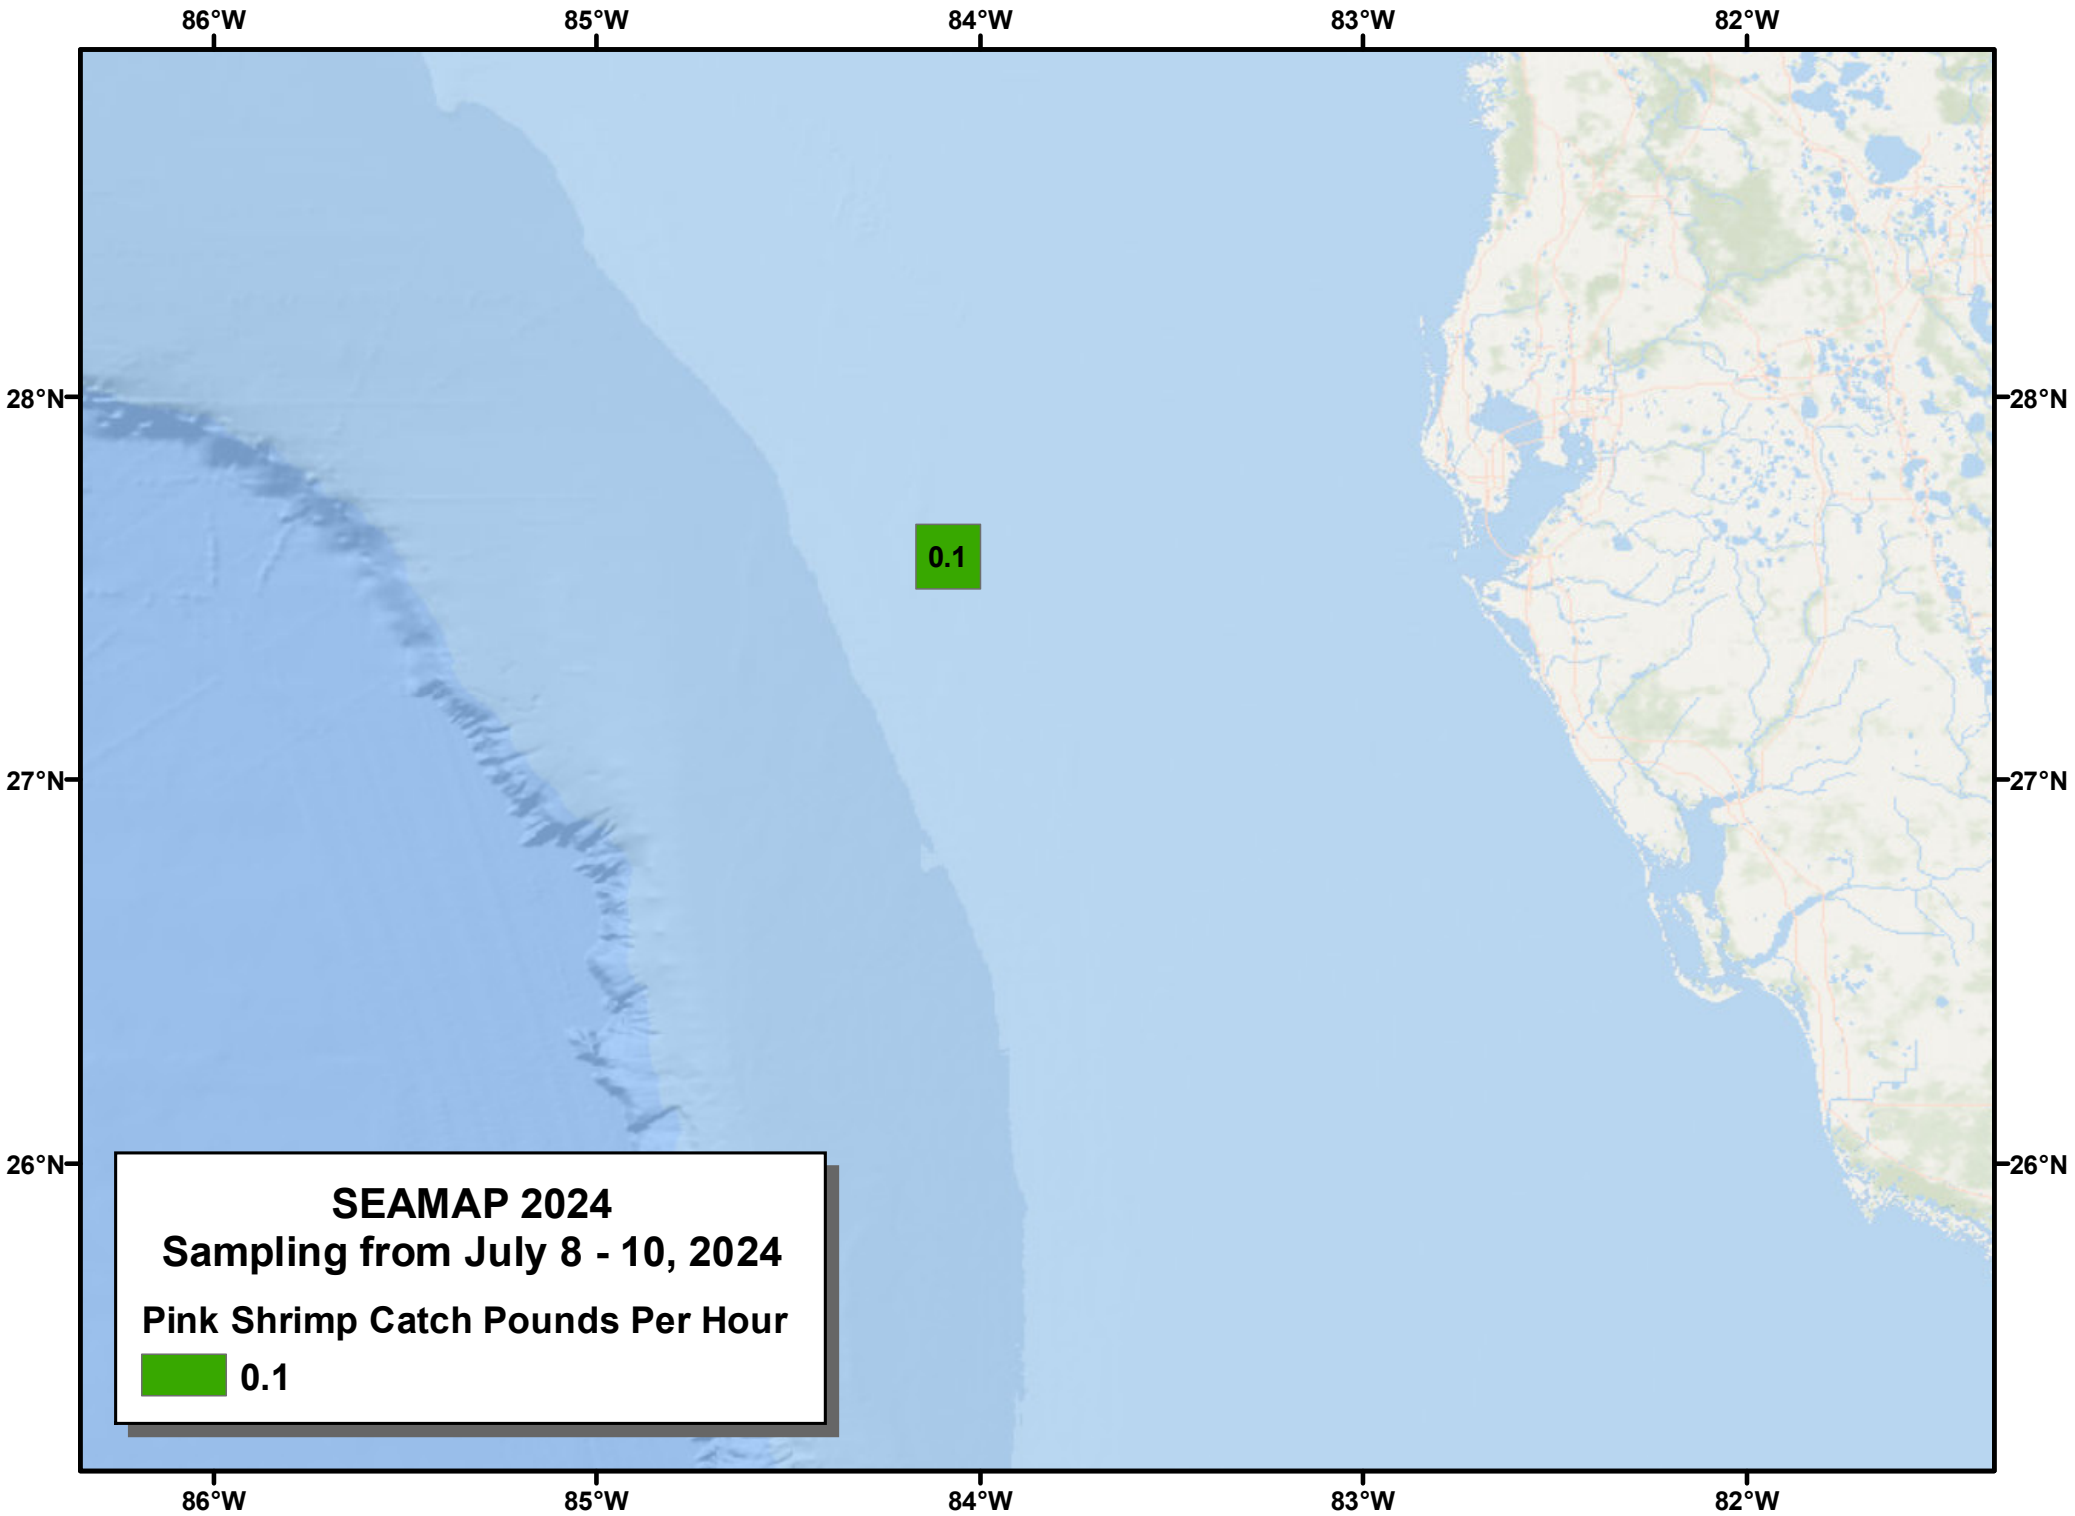 86°W 85°W 84°W 83°W 82°W
28°N 28°N
0.1
27°N 27°N
26°N 26°N
SEAMAP 2024
Sampling from July 8 - 10, 2024
Pink Shrimp Catch Pounds Per Hour
0.1
86°W 85°W 84°W 83°W 82°W